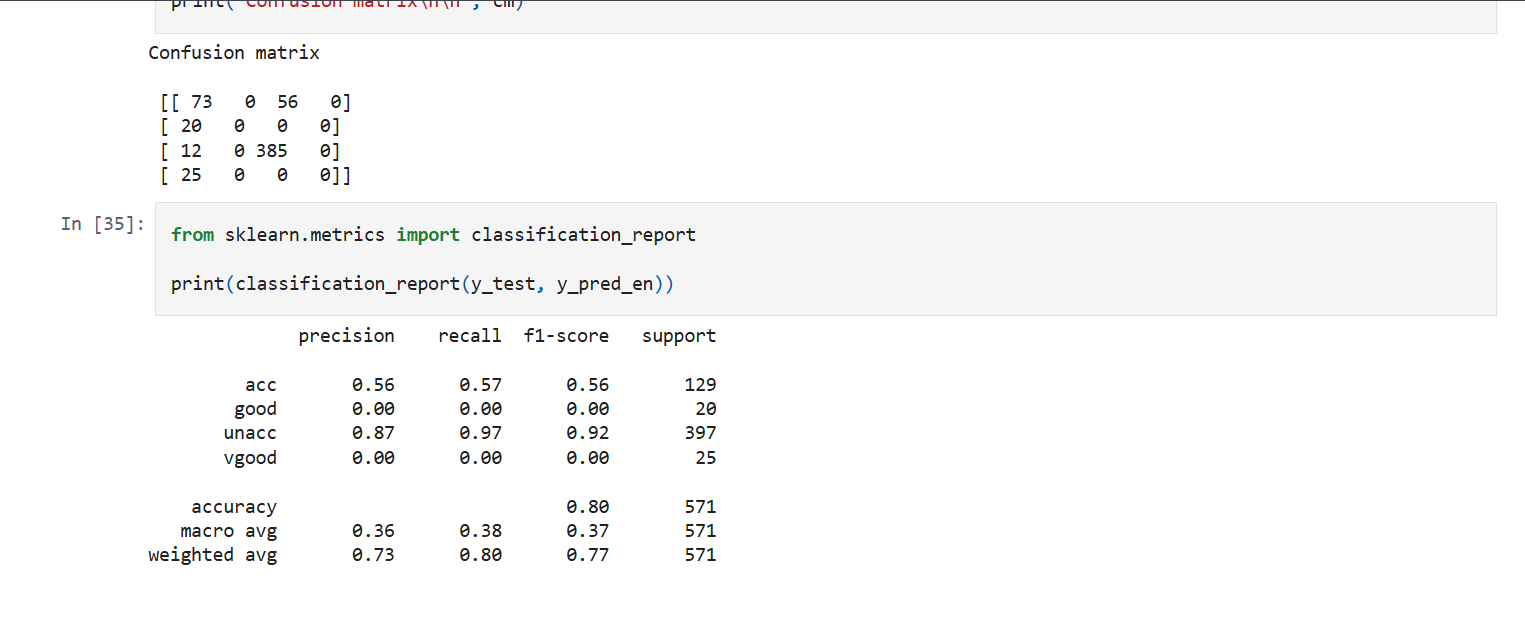 print('Confusion matrix\n\n', cm)
Confusion matrix
[[ 73   0  56   0]
[ 20   0   0   0]
[ 12   0 385   0]
[ 25   0   0   0]]
In [35]:
from sklearn.metrics import classification_report
print(classification_report(y_test, y_pred_en))
precision    recall  f1-score   support
acc       0.56      0.57      0.56       129
good       0.00      0.00      0.00        20
unacc       0.87      0.97      0.92       397
vgood       0.00      0.00      0.00        25
accuracy                           0.80       571
macro avg       0.36      0.38      0.37       571
weighted avg       0.73      0.80      0.77       571